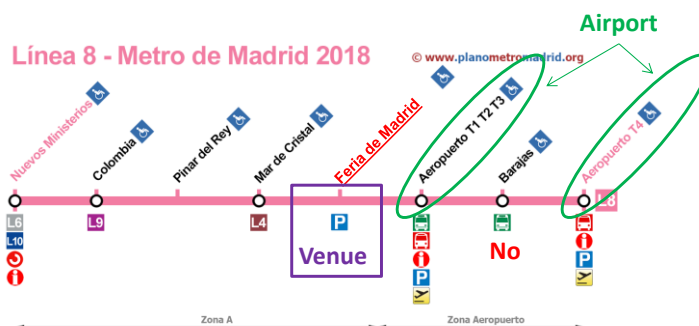 Airport
Línea 8 - Metro de Madrid 2018
© www.planometromadrid.org
Nuevos Ministerios
Colombia
Pinar del Rey
Mar de Cristal
Feria de Madrid
Aeropuerto T1 T2 T3
Barajas
Aeropuerto T4
L8
L6
L10
L9
L4
P
Venue
P
No
P
Zona A
Zona Aeropuerto